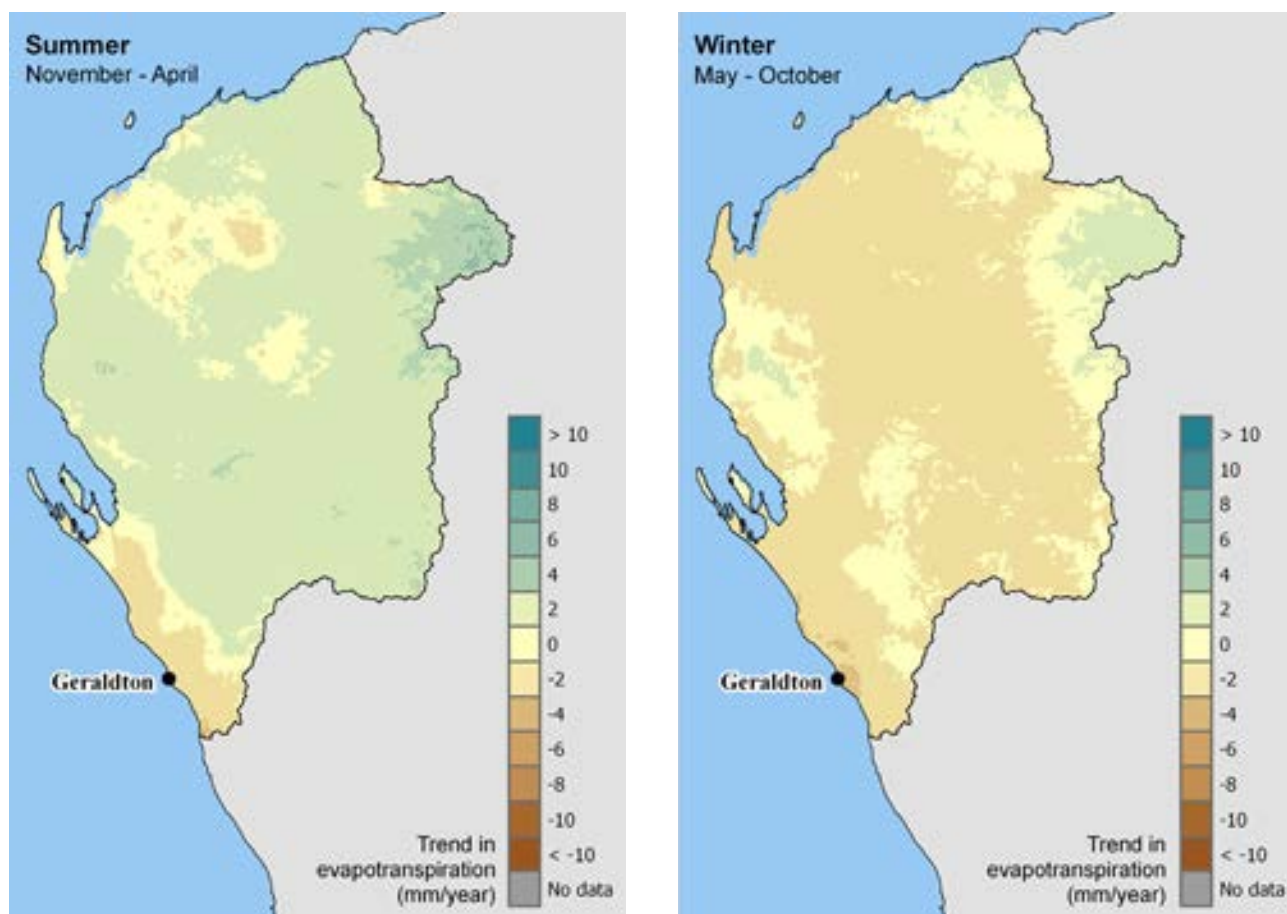 Summer
November - April
Geraldton
> 10
10
8
6
4
2
0
-2
-4
-6
-8
-10
< -10
No data
Trend in
evapotranspiration
(mm/year)
Winter
May - October
Geraldton
> 10
10
8
6
4
2
0
-2
-4
-6
-8
-10
< -10
No data
Trend in
evapotranspiration
(mm/year)